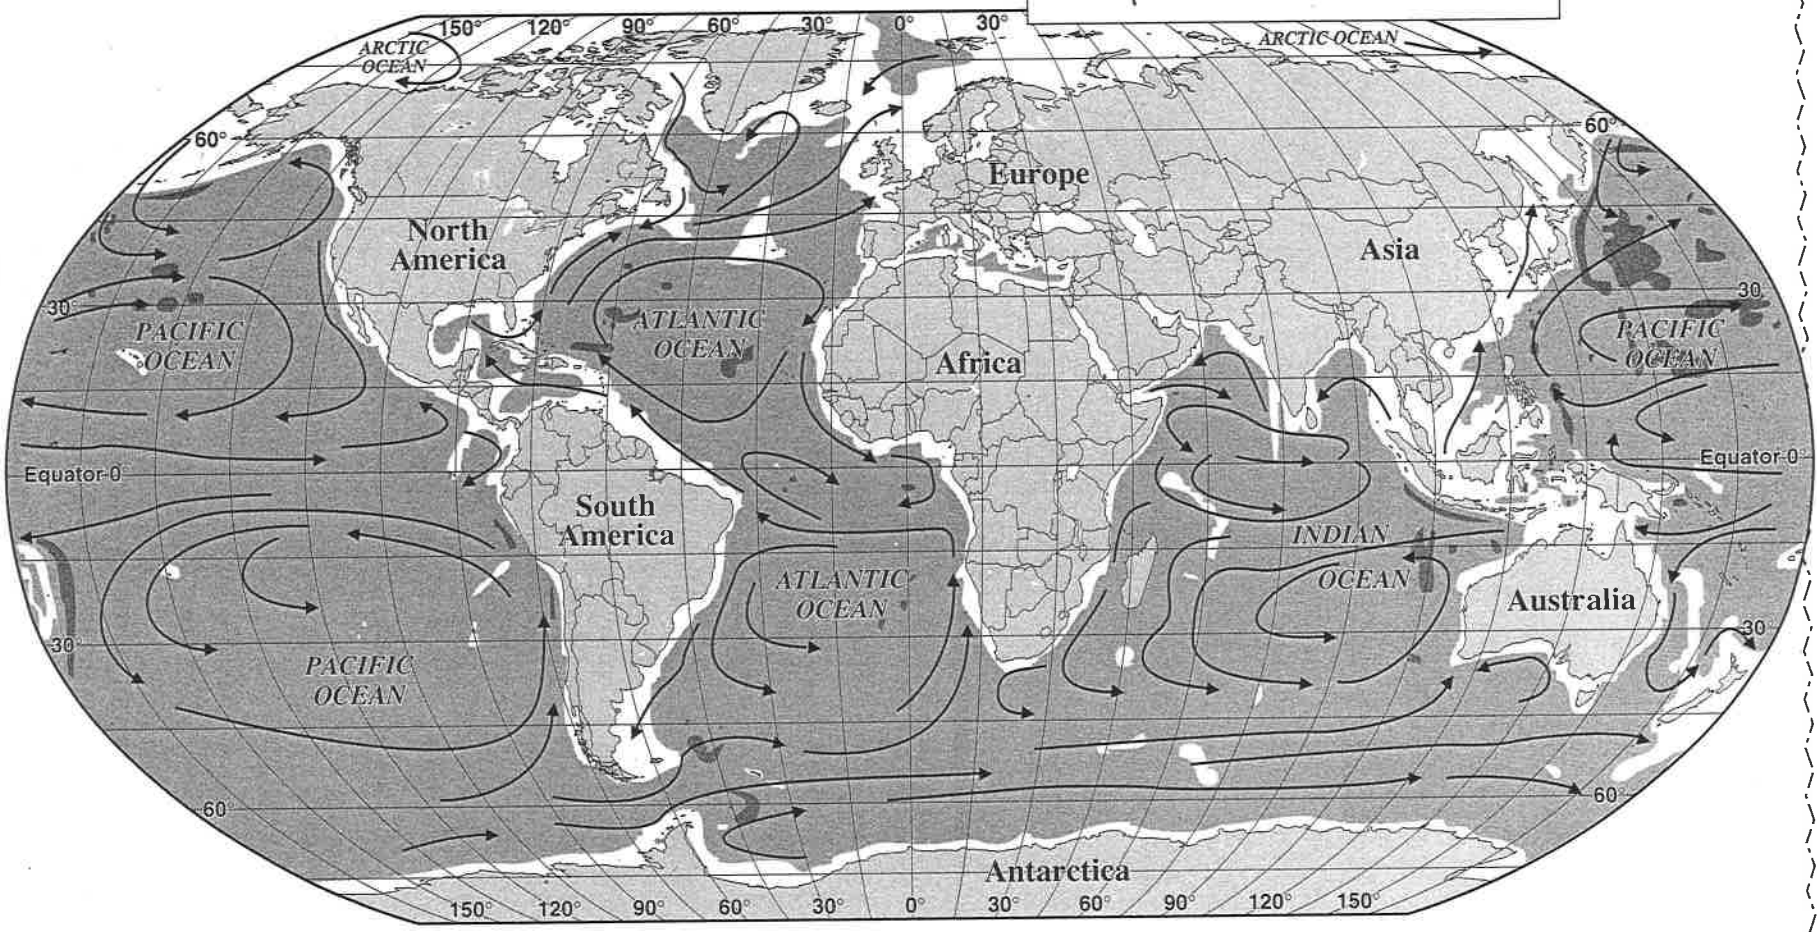 150° 120° 90° 60° 30° 0° 30°
ARCTIC
OCEAN
ARCTIC OCEAN
60°
60°
Europe
North
America
Asia
30°
30
PACIFIC
OCEAN
ATLANTIC
OCEAN
Africa
PACIFIC
OCEAN
Equator 0°
Equator 0°
South
America
INDIAN
OCEAN
ATLANTIC
OCEAN
Australia
30°
30
PACIFIC
OCEAN
60°
60°
Antarctica
150° 120° 90° 60° 30° 0° 30° 60° 90° 120° 150°